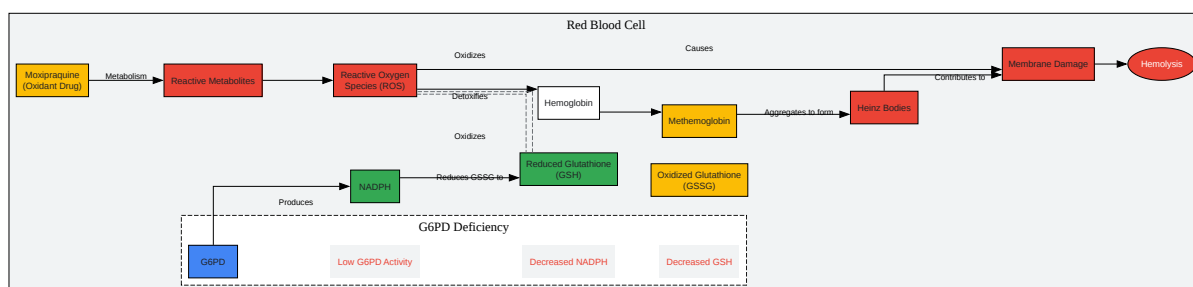 Red Blood Cell
Oxidizes
Causes
Moxipraquine
(Oxidant Drug)
Metabolism
Reactive Metabolites
Reactive Oxygen
Species (ROS)
Membrane Damage
Hemolysis
Contributes to
Detoxifies
Hemoglobin
Methemoglobin
Aggregates to form
Heinz Bodies
Oxidizes
Reduced Glutathione
(GSH)
Oxidized Glutathione
(GSSG)
NADPH
Reduces GSSG to
Produces
G6PD Deficiency
G6PD
Low G6PD Activity
Decreased NADPH
Decreased GSH